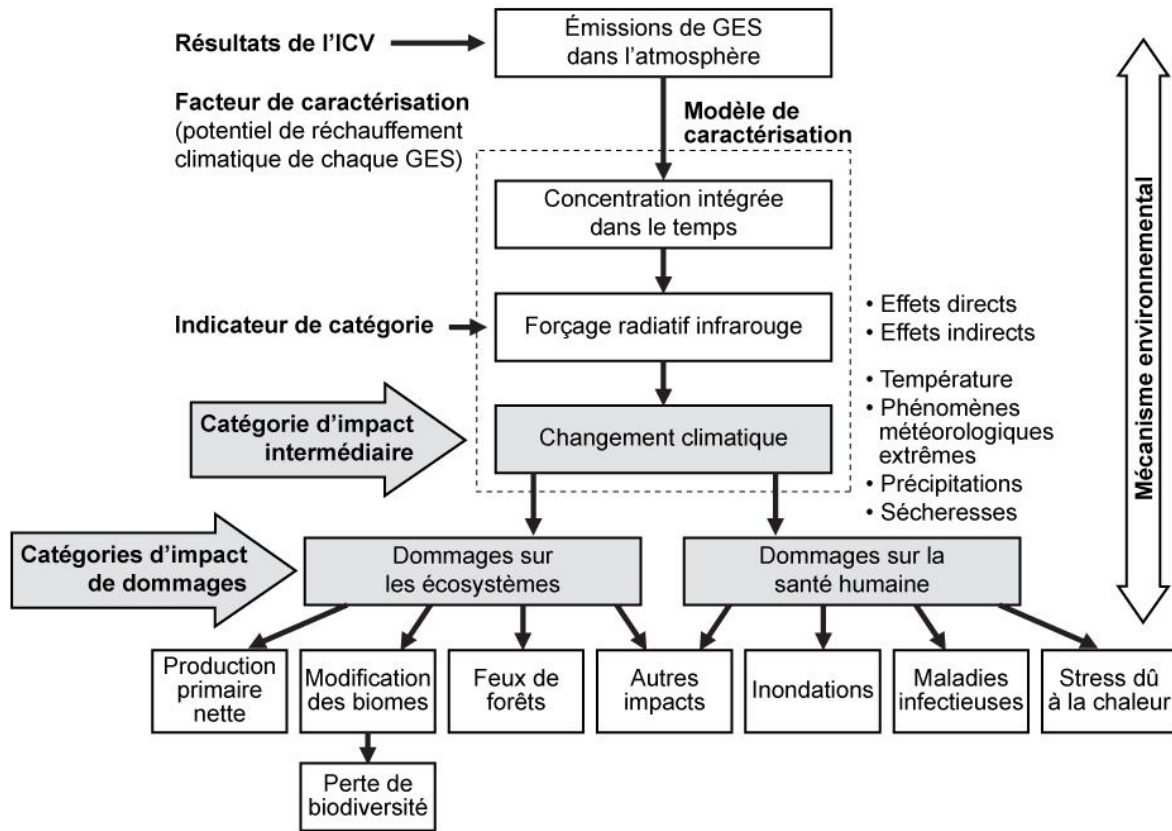 Résultats de l’ICV
Émissions de GES
dans l’atmosphère
Facteur de caractérisation
(potentiel de réchauffement
climatique de chaque GES)
Modèle de
caractérisation
Concentration intégrée
dans le temps
Indicateur de catégorie
Forçage radiatif infrarouge
• Effets directs
• Effets indirects
Catégorie d’impact
intermédiaire
Changement climatique
• Température
• Phénomènes
météorologiques
extrêmes
• Précipitations
• Sécheresses
Mécanisme environnemental
Catégories d’impact
de dommages
Dommages sur
les écosystèmes
Dommages sur la
santé humaine
Production
primaire
nette
Modification
des biomes
Feux de
forêts
Autres
impacts
Inondations
Maladies
infectieuses
Stress dû
à la chaleur
Perte de
biodiversité